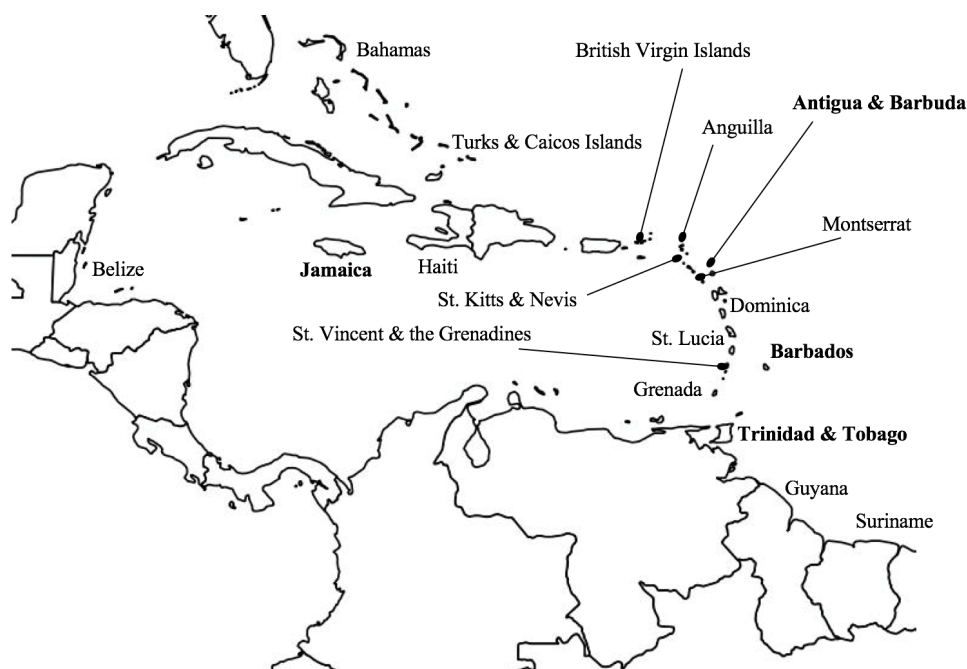 British Virgin Islands
Bahamas
Antigua & Barbuda
Anguilla
Turks & Caicos Islands
Montserrat
Belize
Jamaica
Haiti
St. Kitts & Nevis
Dominica
St. Vincent & the Grenadines
St. Lucia
Barbados
Grenada
Trinidad & Tobago
Guyana
Suriname